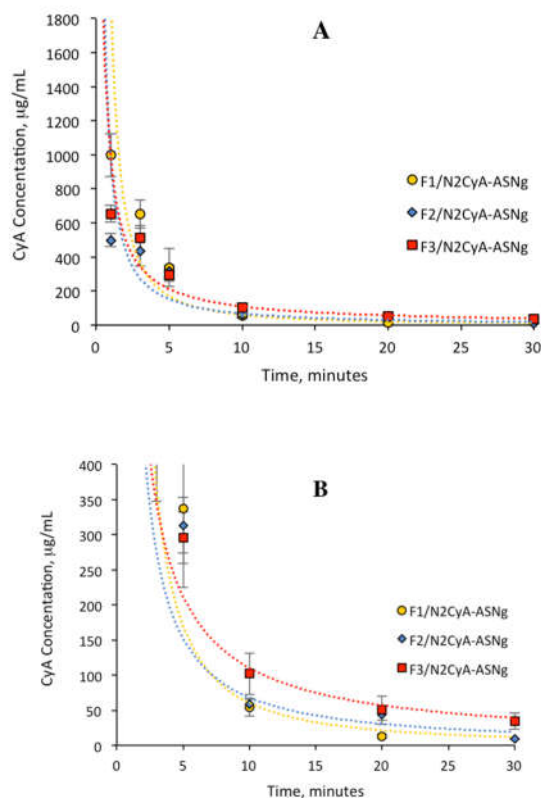 A
CyA Concentation, µg/mL
1800
1600
1400
1200
1000
800
600
400
200
0
F1/N2CyA-ASNg
F2/N2CyA-ASNg
F3/N2CyA-ASNg
0 5 10 15 20 25 30
Time, minutes
B
CyA Concentation, µg/mL
400
350
300
250
200
150
100
50
0
F1/N2CyA-ASNg
F2/N2CyA-ASNg
F3/N2CyA-ASNg
0 5 10 15 20 25 30
Time, minutes